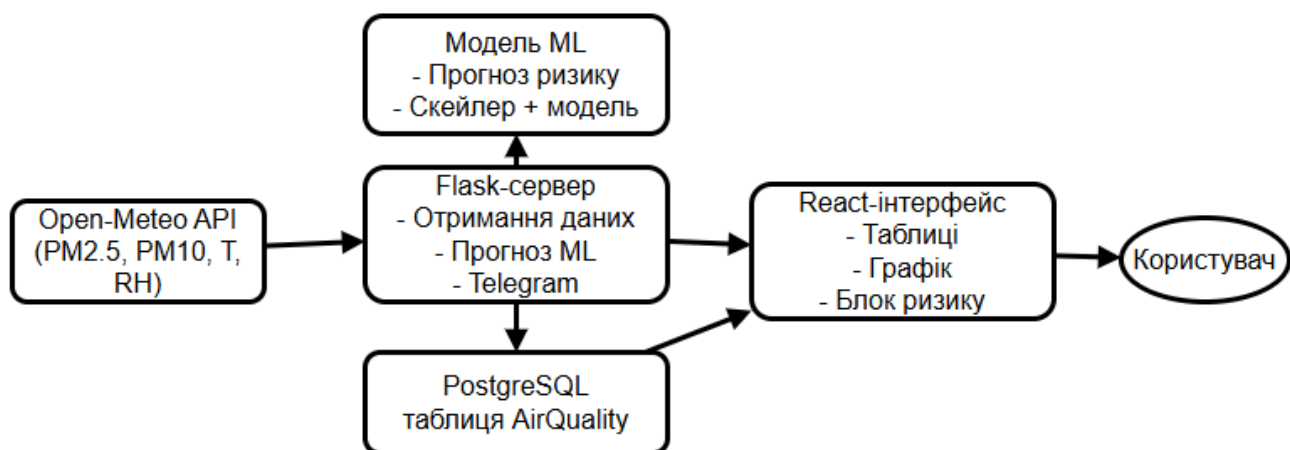 Модель ML
- Прогноз ризику
- Скейлер + модель
Open-Meteo API
(PM2.5, PM10, T,
RH)
Flask-сервер
- Отримання даних
- Прогноз ML
- Telegram
PostgreSQL
таблиця AirQuality
React-інтерфейс
- Таблиці
- Графік
- Блок ризику
Користувач